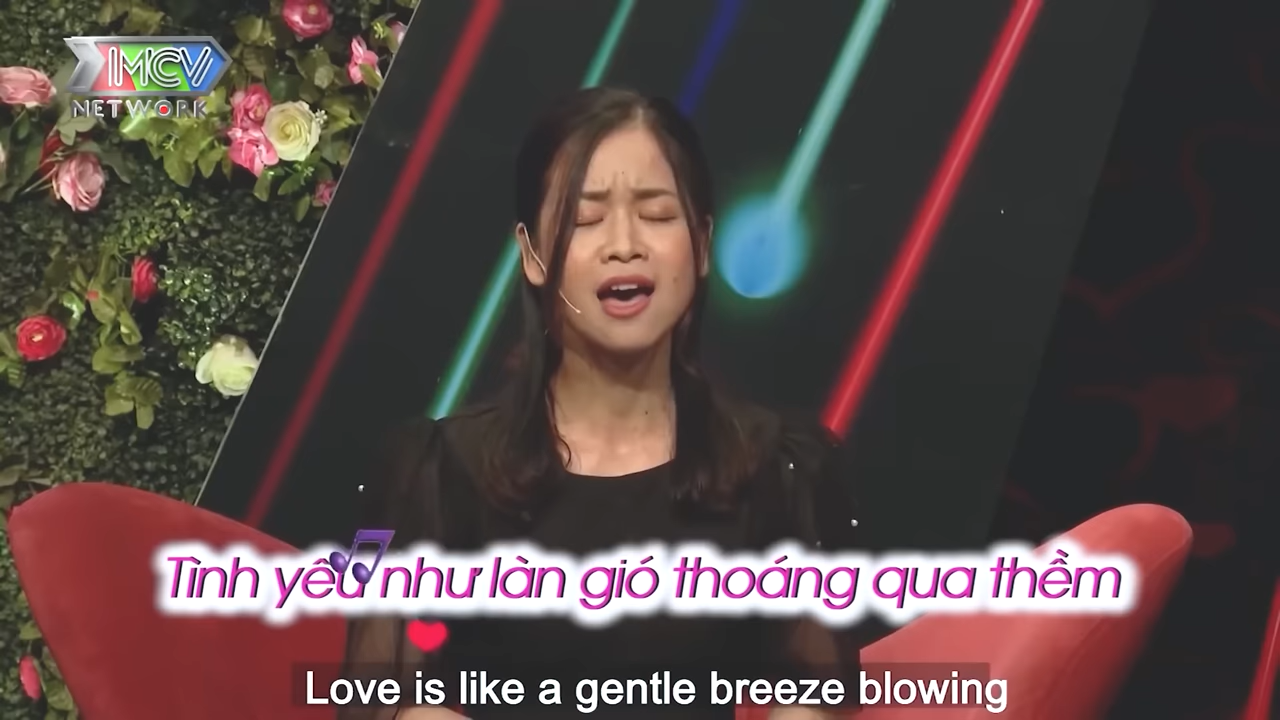 MCV
NETWORK
Tình yêu như làn gió thoáng qua thềm
Love is like a gentle breeze blowing